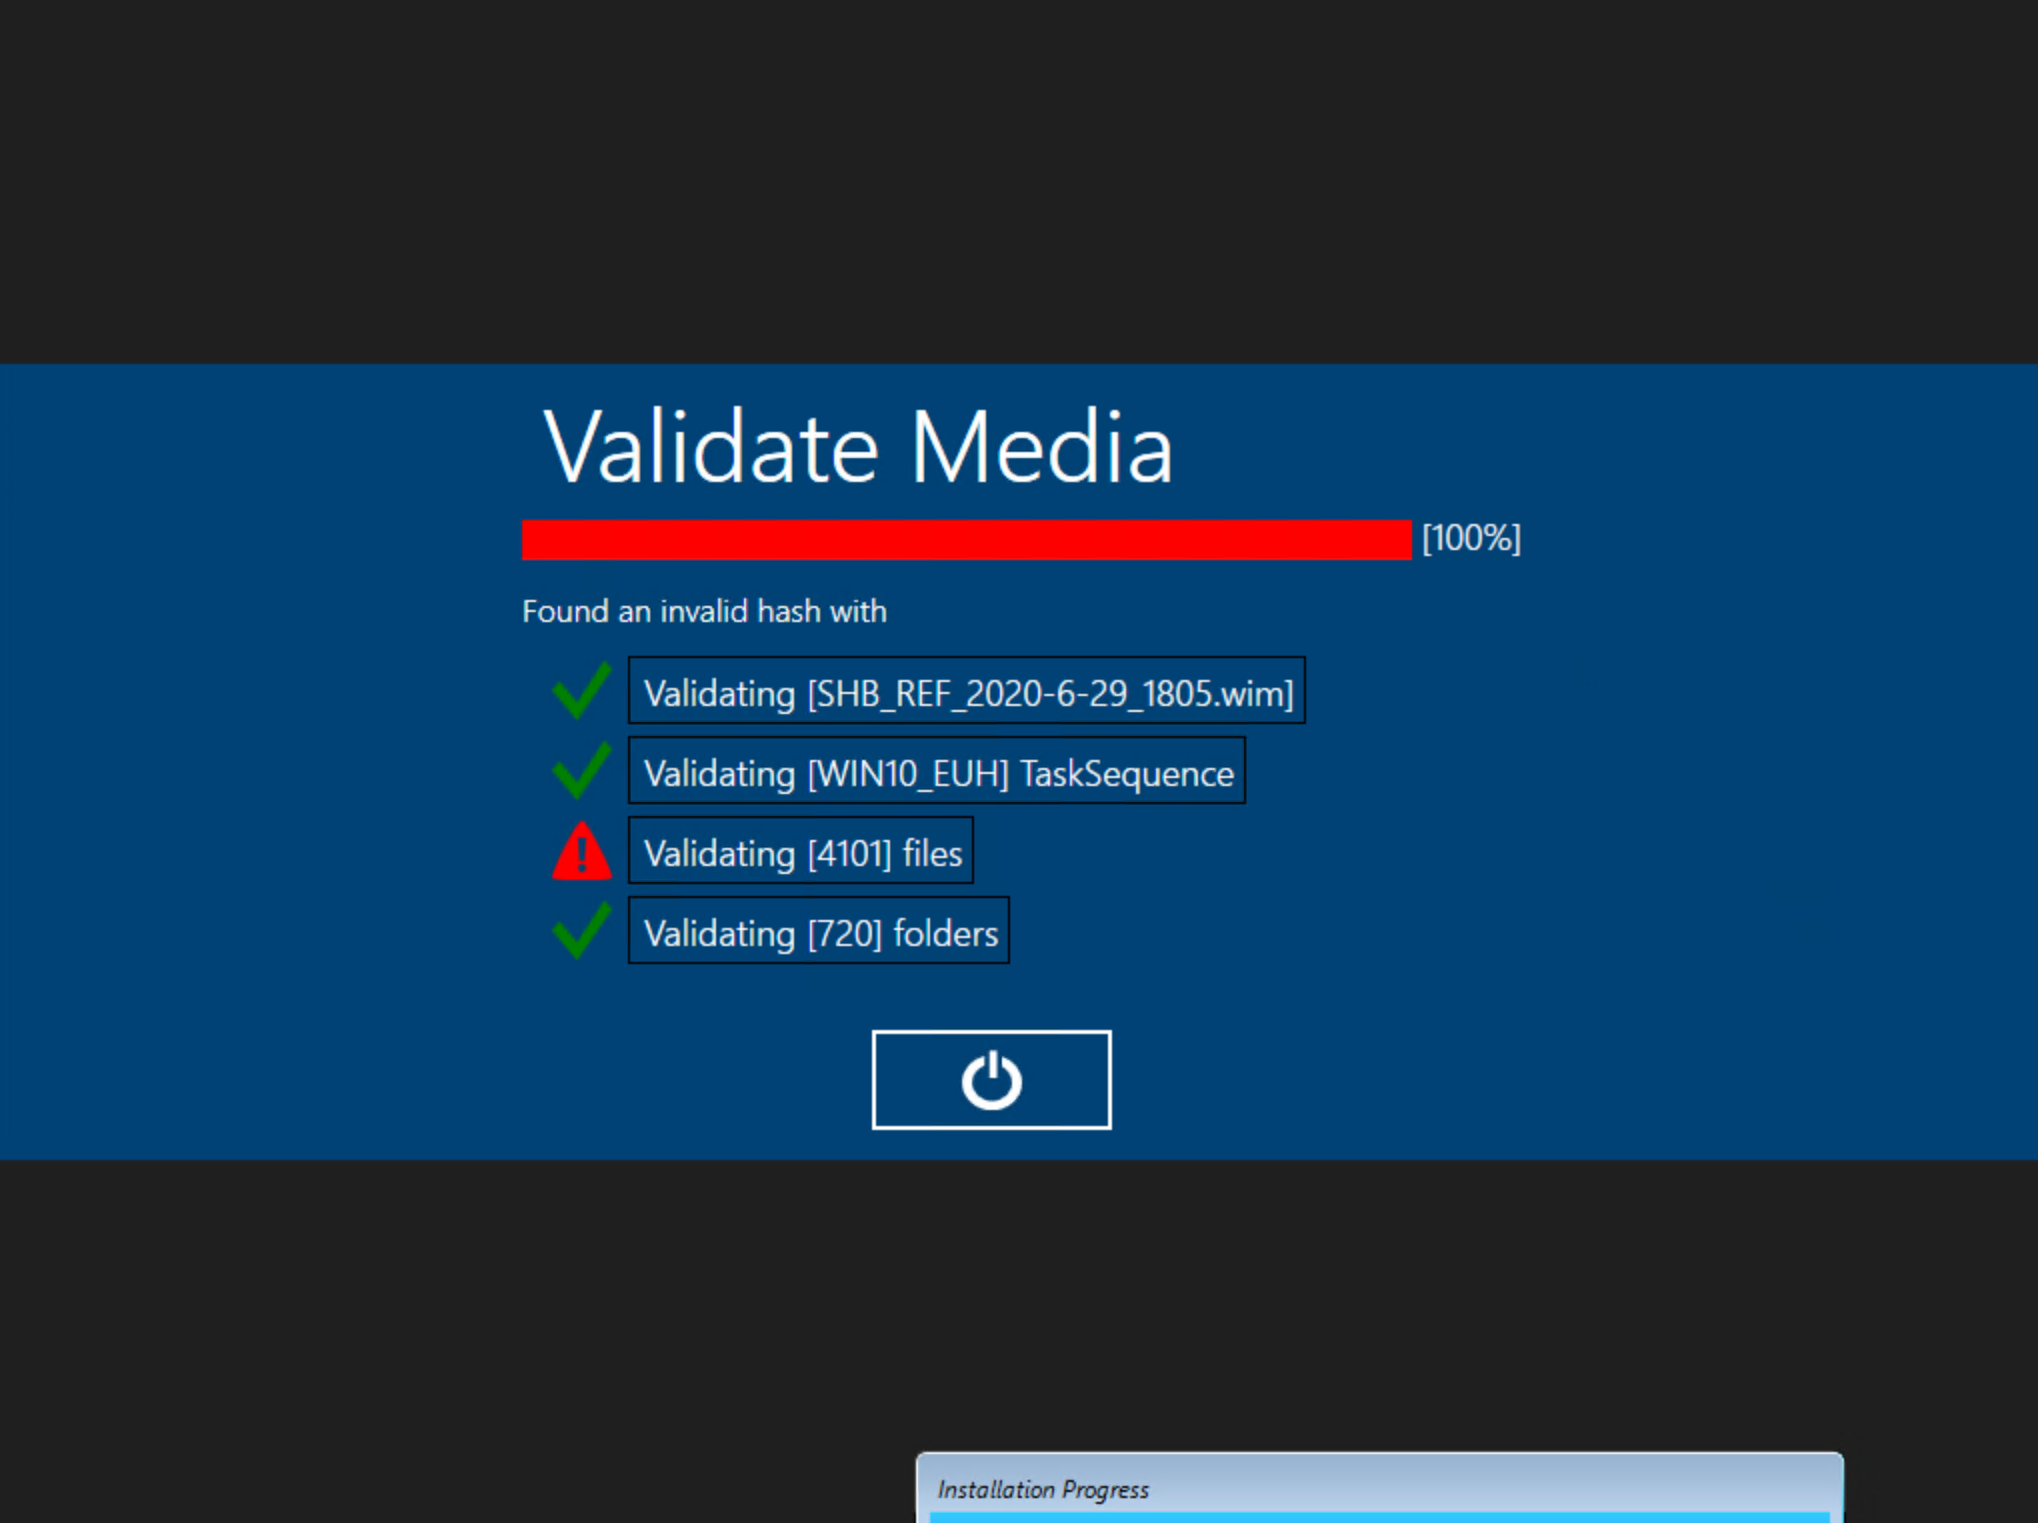 Validate Media
[100%]
Found an invalid hash with
Validating [SHB_REF_2020-6-29_1805.wim]
Validating [WIN10_EUH] TaskSequence
Validating [4101] files
Validating [720] folders
Installation Progress